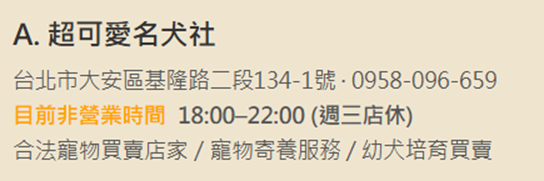 A. 超可愛名犬社
台北市大安區基隆路二段134-1號 · 0958-096-659
目前非營業時間 18:00–22:00 (週三店休)
合法寵物買賣店家 / 寵物寄養服務 / 幼犬培育買賣